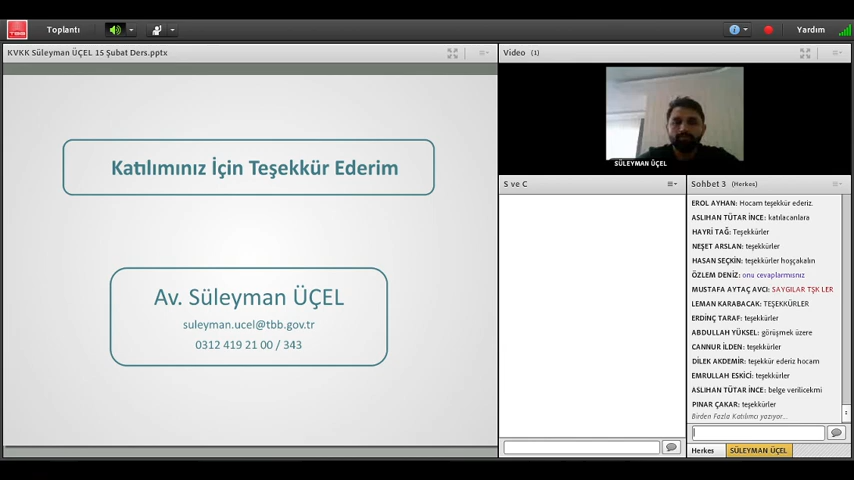 TBB
Toplantı
Yardım
KVKK Süleyman ÜÇEL 15 Şubat Ders.pptx
Katılımınız İçin Teşekkür Ederim
Av. Süleyman ÜÇEL
suleyman.ucel@tbb.gov.tr
0312 419 21 00 / 343
Video (1)
SÜLEYMAN ÜÇEL
S ve C
Sohbet 3 (Herkes)
EROL AYHAN: Hocam teşekkür ederiz.
ASLIHAN TÜTAR İNCE: katılacanlara
HAYRİ TAĞ: Teşekkürler
NEŞET ARSLAN: teşekkürler
HASAN SEÇKİN: teşekkürler hoşçakalın
ÖZLEM DENİZ: onu cevaplarmısnız
MUSTAFA AYTAÇ AVCI: SAYGILAR TŞK LER
LEMAN KARABACAK: TEŞEKKÜRLER
ERDİNÇ TARAF: teşekkürler
ABDULLAH YÜKSEL: görüşmek üzere
CANNUR İLDEN: teşekkürler
DİLEK AKDEMİR: teşekkür ederiz hocam
EMRULLAH ESKİCİ: teşekkürler
ASLIHAN TÜTAR İNCE: belge verilicekmi
PINAR ÇAKAR: teşekkürler
Birden Fazla Katılımcı yazıyor...
Herkes
SÜLEYMAN ÜÇEL